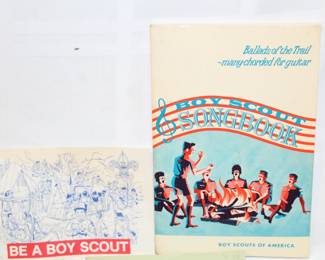 Ballads of the Trail
-many chorded for guitar
BOY SCOUT
SONGBOOK
BOY SCOUTS OF AMERICA
BE A BOY SCOUT